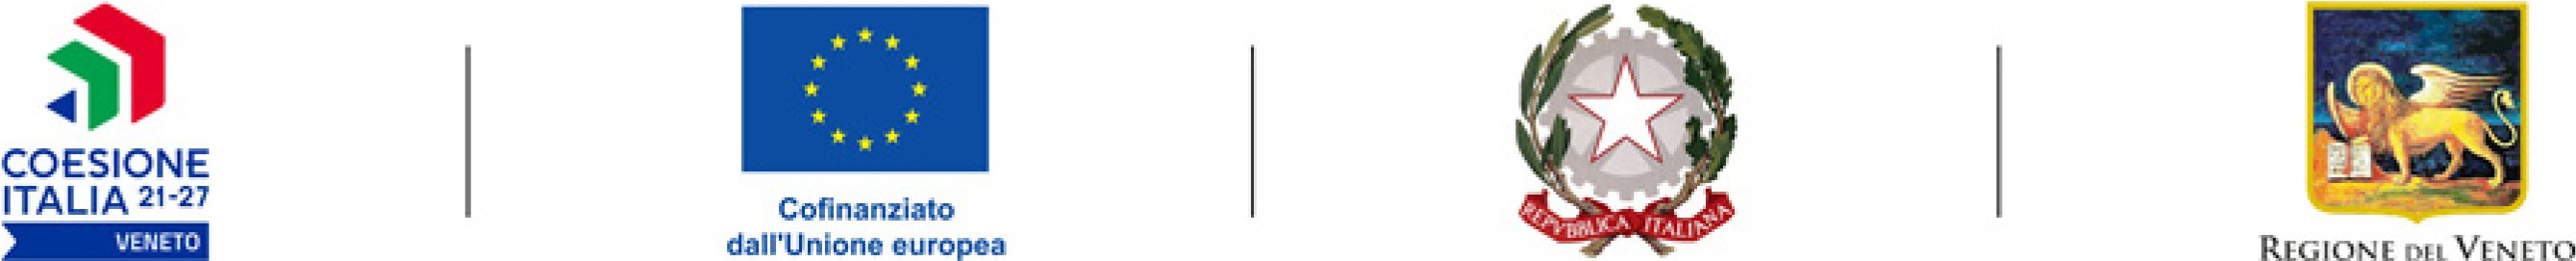 COESIONE
ITALIA 21-27
VENETO
Cofinanziato
dall'Unione europea
REPVBBLICA ITALIANA
REGIONE DEL VENETO